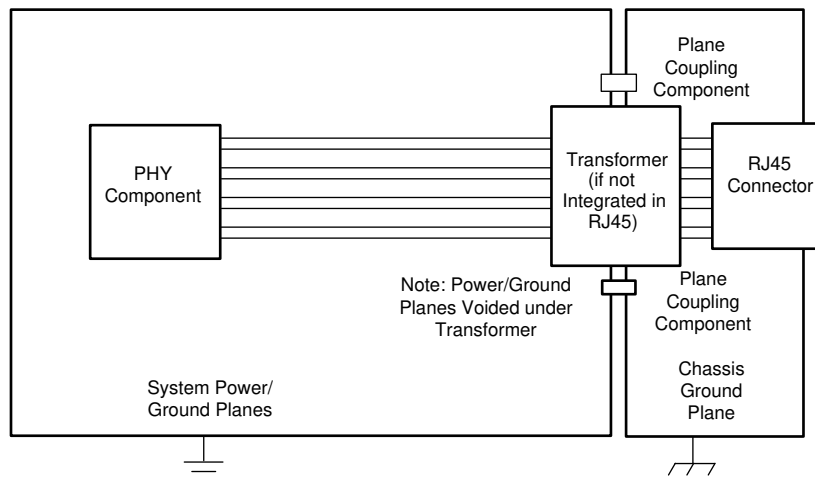 Plane
Coupling
Component
PHY
Component
Transformer
(if not
Integrated in
RJ45)
RJ45
Connector
Note: Power/Ground
Planes Voided under
Transformer
Plane
Coupling
Component
System Power/
Ground Planes
Chassis
Ground
Plane